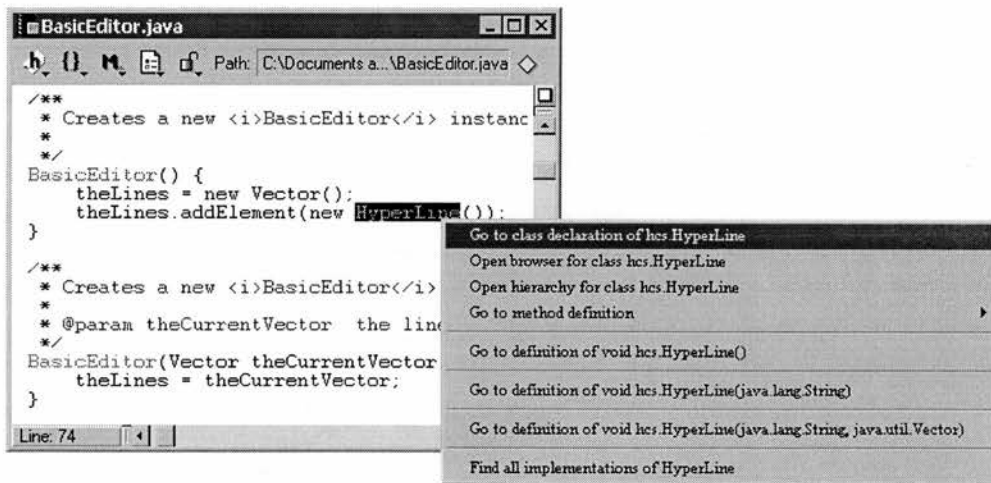 BasicEditor.java
h {} M Path: C:\Documents a...\BasicEditor.java
/**
* Creates a new <i>BasicEditor</i> instanc
*
*/
BasicEditor() {
theLines = new Vector();
theLines.addElement(new HyperLine());
}
/**
* Creates a new <i>BasicEditor</i>
*
* @param theCurrentVector the line
*/
BasicEditor(Vector theCurrentVector
theLines = theCurrentVector;
}
Line: 74
Go to class declaration of hcs.HyperLine
Open browser for class hcs.HyperLine
Open hierarchy for class hcs.HyperLine
Go to method definition
Go to definition of void hcs.HyperLine()
Go to definition of void hcs.HyperLine(java.lang.String)
Go to definition of void hcs.HyperLine(java.lang.String, java.util.Vector)
Find all implementations of HyperLine